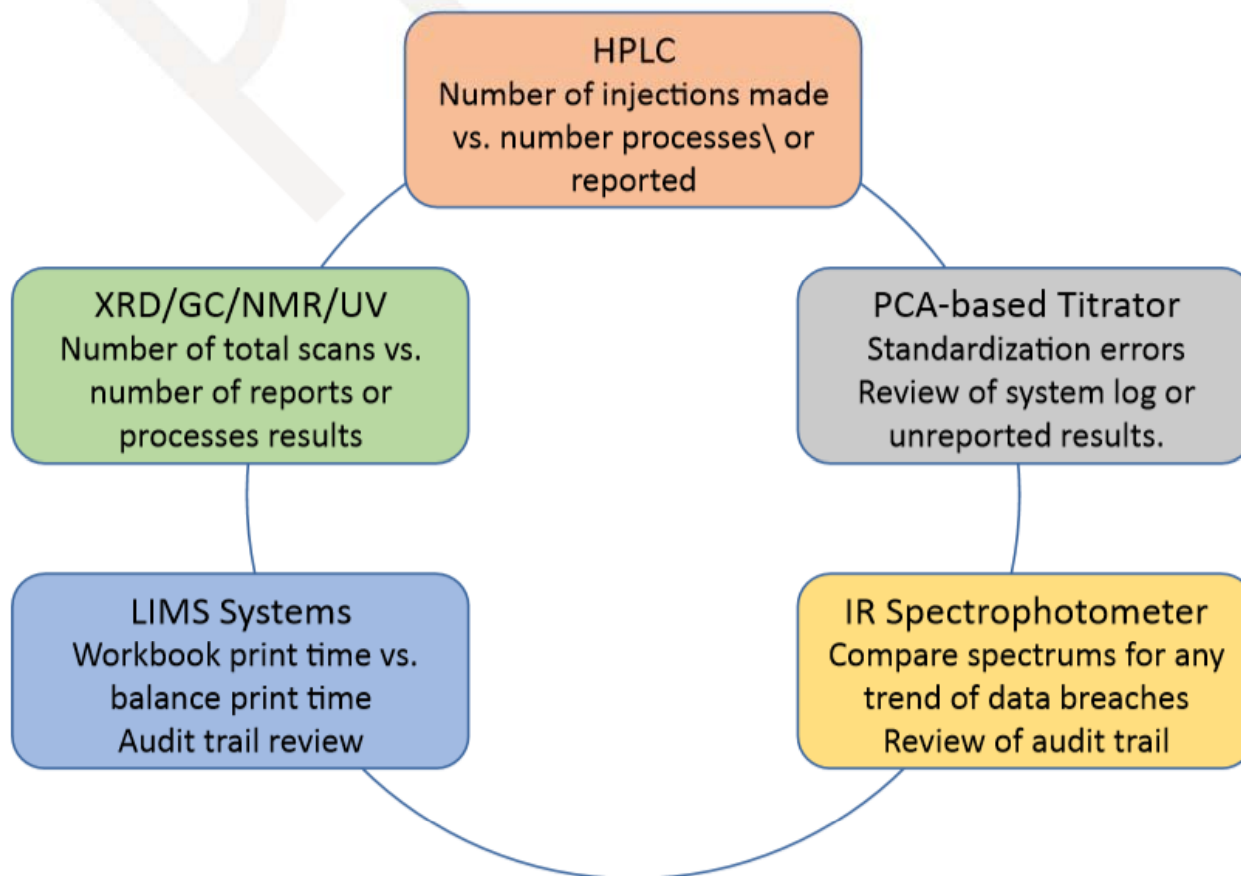 HPLC
Number of injections made
vs. number processes\ or
reported
XRD/GC/NMR/UV
Number of total scans vs.
number of reports or
processes results
PCA-based Titrator
Standardization errors
Review of system log or
unreported results.
LIMS Systems
Workbook print time vs.
balance print time
Audit trail review
IR Spectrophotometer
Compare spectrums for any
trend of data breaches
Review of audit trail